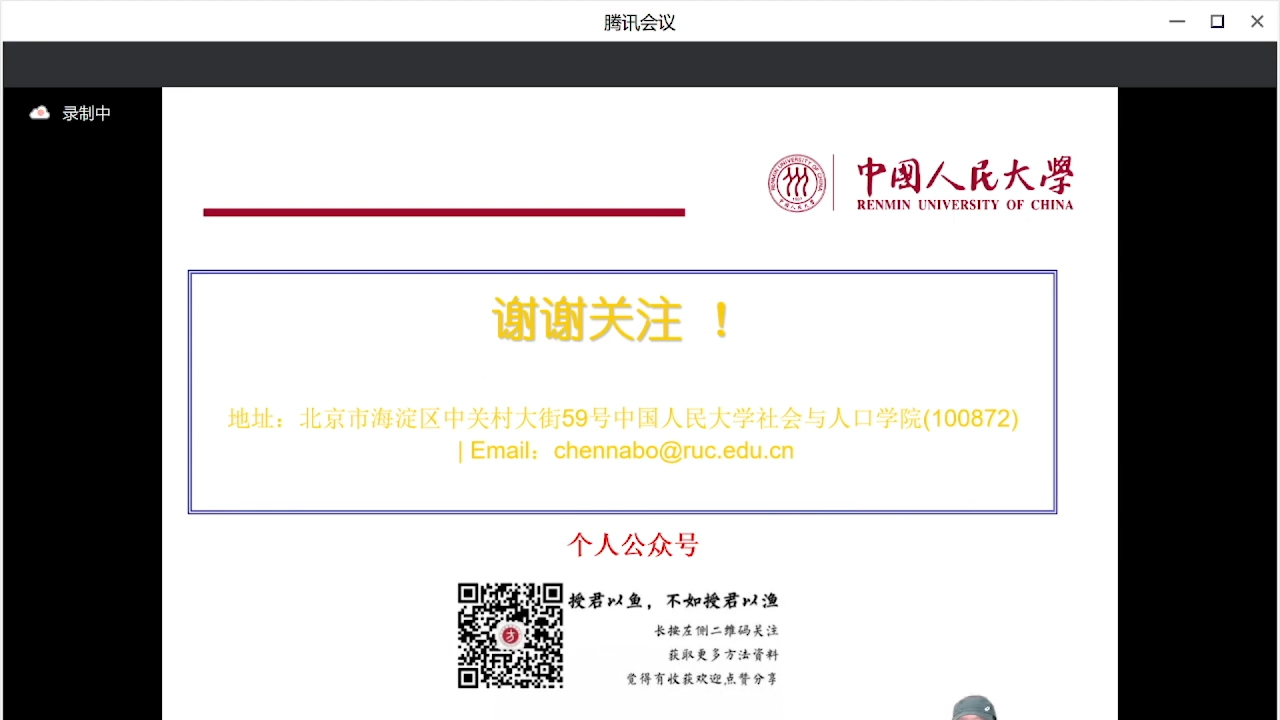 腾讯会议
录制中
中國人民大學
RENMIN UNIVERSITY OF CHINA
谢谢关注 ！
地址：北京市海淀区中关村大街59号中国人民大学社会与人口学院(100872)
| Email：chennabo@ruc.edu.cn
个人公众号
授君以鱼，不如授君以渔
长按左侧二维码关注
获取更多方法资料
觉得有收获欢迎点赞分享